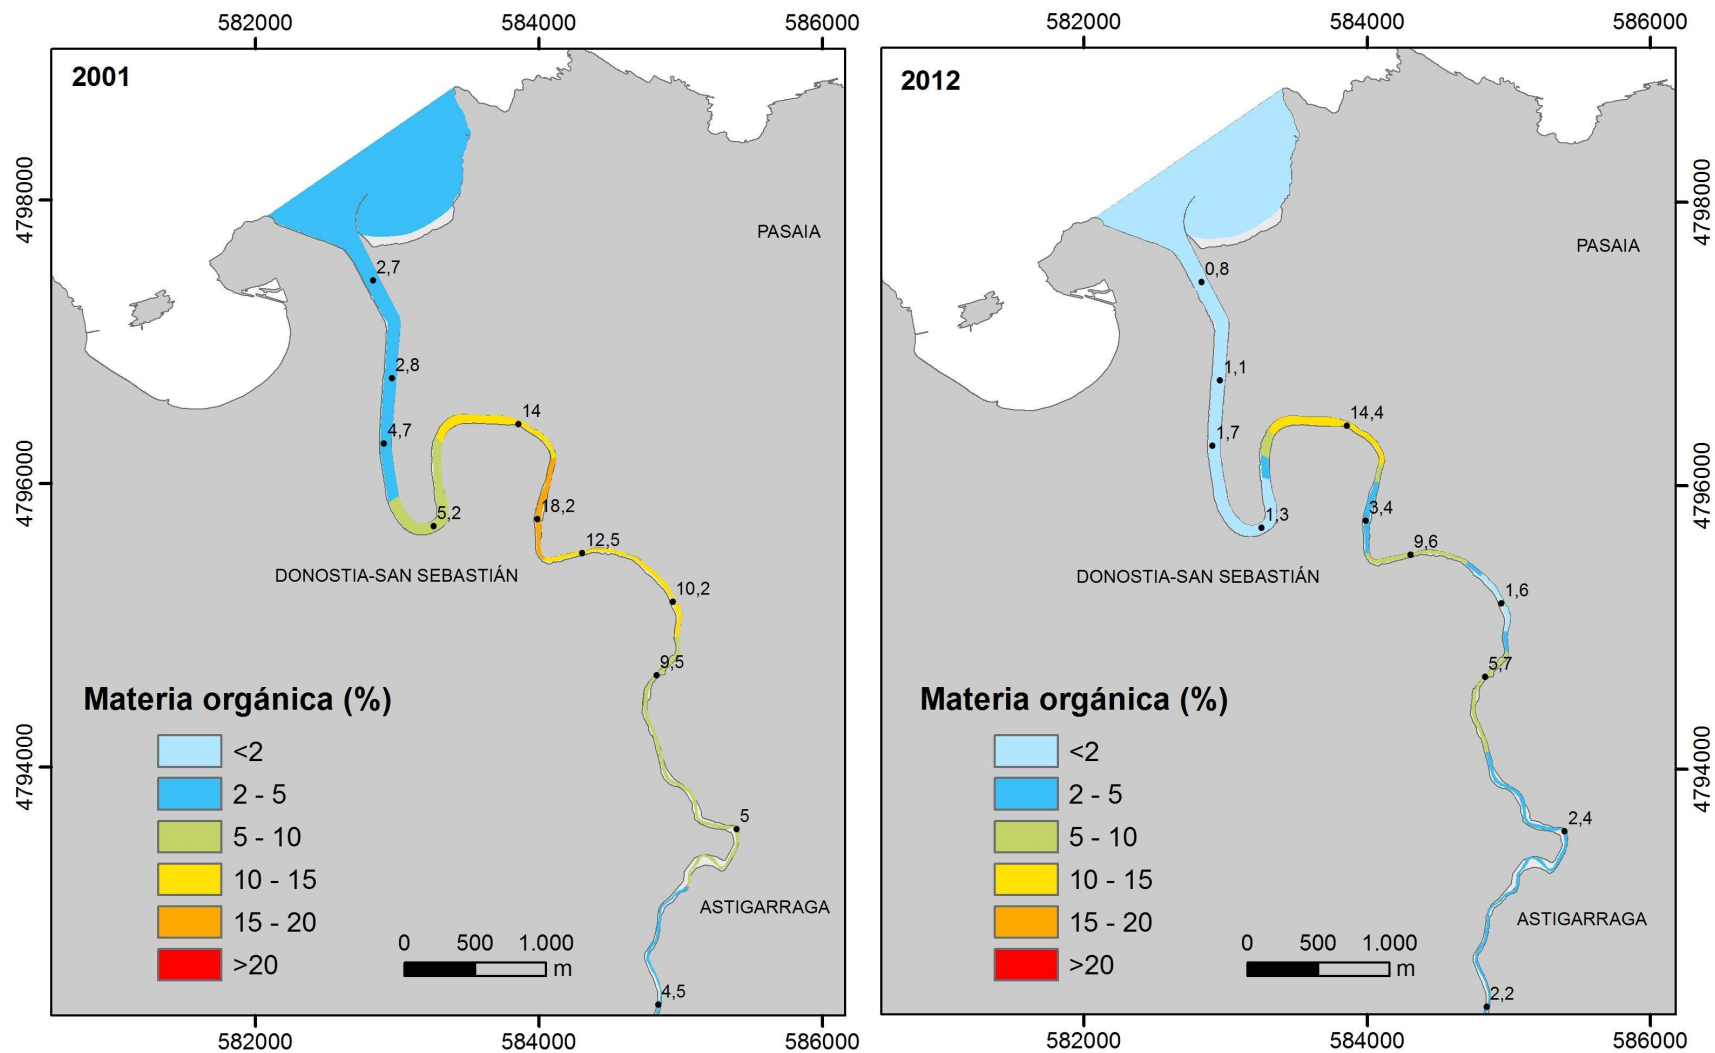 582000 584000 586000
582000 584000 586000
2001
2012
4798000
4798000
PASAIA
PASAIA
2,7
0,8
2,8
1,1
14
14,4
4,7
1,7
4796000
4796000
5,2
18,2
1,3
3,4
12,5
9,6
DONOSTIA-SAN SEBASTIÁN
DONOSTIA-SAN SEBASTIÁN
10,2
1,6
9,5
5,7
Materia orgánica (%)
<2
2 - 5
5 - 10
10 - 15
15 - 20
>20
Materia orgánica (%)
<2
2 - 5
5 - 10
10 - 15
15 - 20
>20
4794000
4794000
5
2,4
ASTIGARRAGA
ASTIGARRAGA
0 500 1.000
m
0 500 1.000
m
4,5
2,2
582000 584000 586000
582000 584000 586000